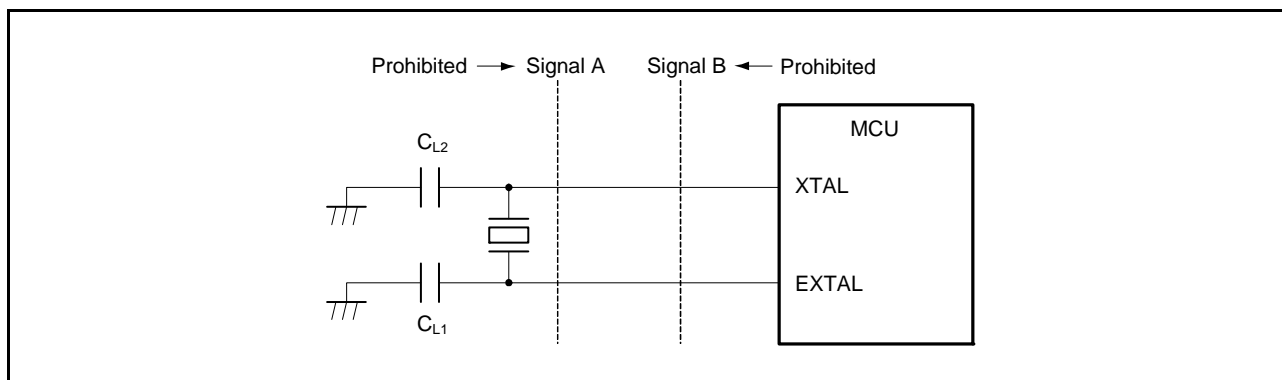 Prohibited Signal A Signal B Prohibited
MCU
CL2
XTAL
EXTAL
CL1